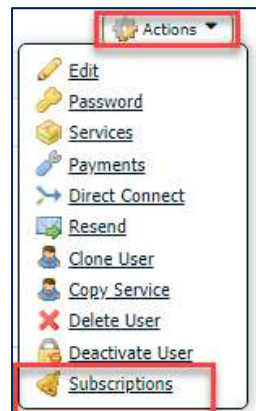 Actions
Edit
Password
Services
Payments
Direct Connect
Resend
Clone User
Copy Service
Delete User
Deactivate User
Subscriptions